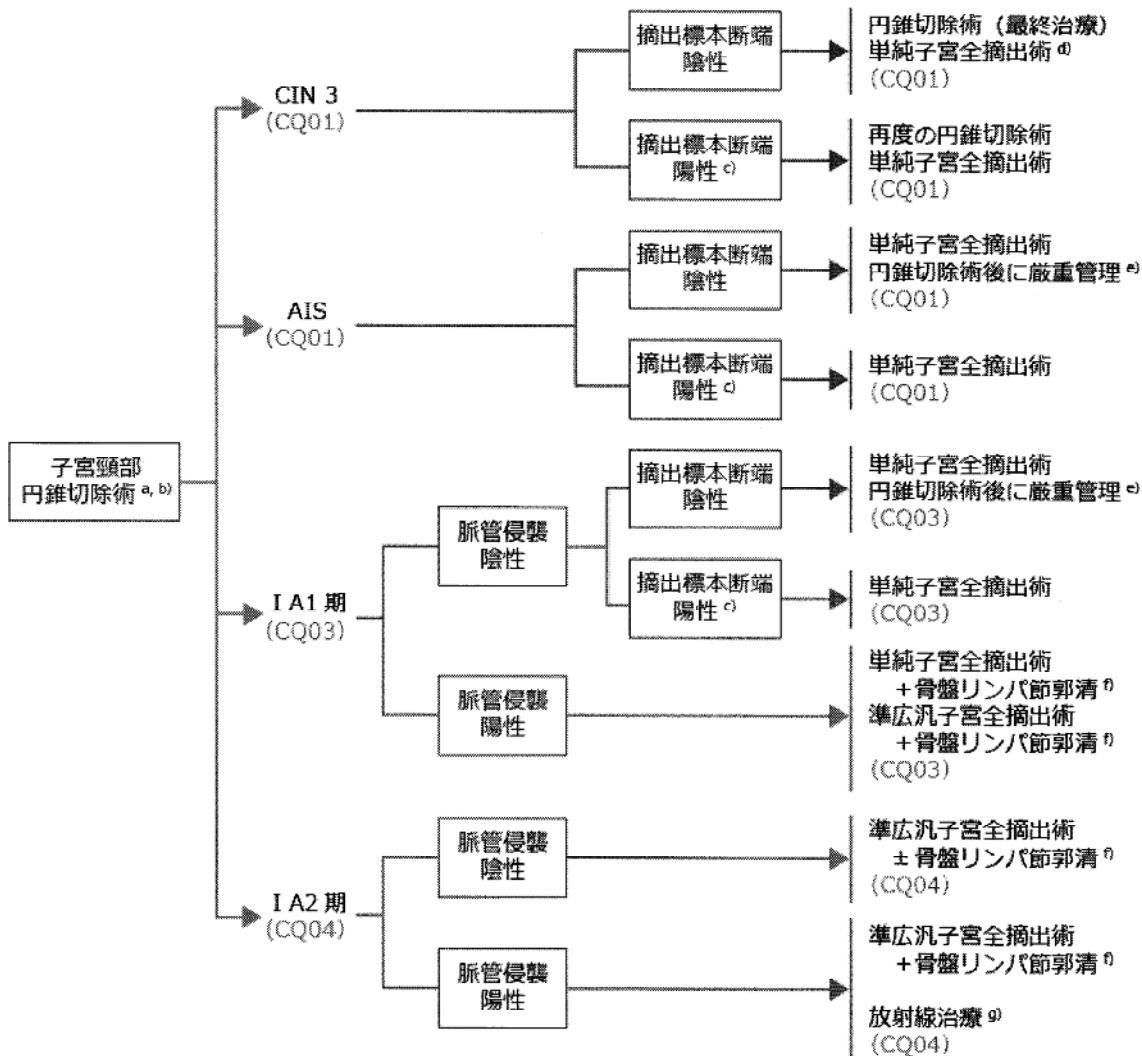 子宮頸部
円錐切除術 a, b)
CIN 3
(CQ01)
摘出標本断端
陰性
円錐切除術（最終治療）
単純子宮全摘出術 d)
(CQ01)
摘出標本断端
陽性 c)
再度の円錐切除術
単純子宮全摘出術
(CQ01)
AIS
(CQ01)
摘出標本断端
陰性
単純子宮全摘出術
円錐切除術後に厳重管理 e)
(CQ01)
摘出標本断端
陽性 c)
単純子宮全摘出術
(CQ01)
ⅠA1 期
(CQ03)
脈管侵襲
陰性
摘出標本断端
陰性
単純子宮全摘出術
円錐切除術後に厳重管理 e)
(CQ03)
摘出標本断端
陽性 c)
単純子宮全摘出術
(CQ03)
脈管侵襲
陽性
単純子宮全摘出術
＋骨盤リンパ節郭清 f)
準広汎子宮全摘出術
＋骨盤リンパ節郭清 f)
(CQ03)
ⅠA2 期
(CQ04)
脈管侵襲
陰性
準広汎子宮全摘出術
± 骨盤リンパ節郭清 f)
(CQ04)
脈管侵襲
陽性
準広汎子宮全摘出術
＋骨盤リンパ節郭清 f)
放射線治療 g)
(CQ04)